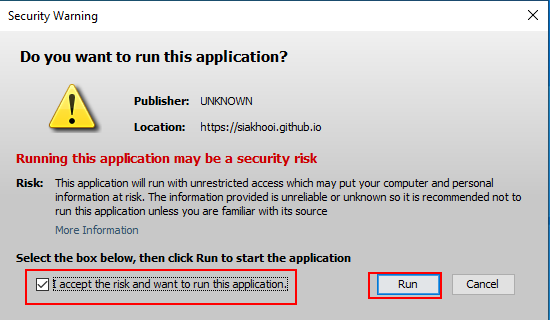 Security Warning
Do you want to run this application?
Publisher: UNKNOWN
Location: https://siakhooi.github.io
Running this application may be a security risk
Risk: This application will run with unrestricted access which may put your computer and personal
information at risk. The information provided is unreliable or unknown so it is recommended not to
run this application unless you are familiar with its source
More Information
Select the box below, then click Run to start the application
I accept the risk and want to run this application.
Run Cancel